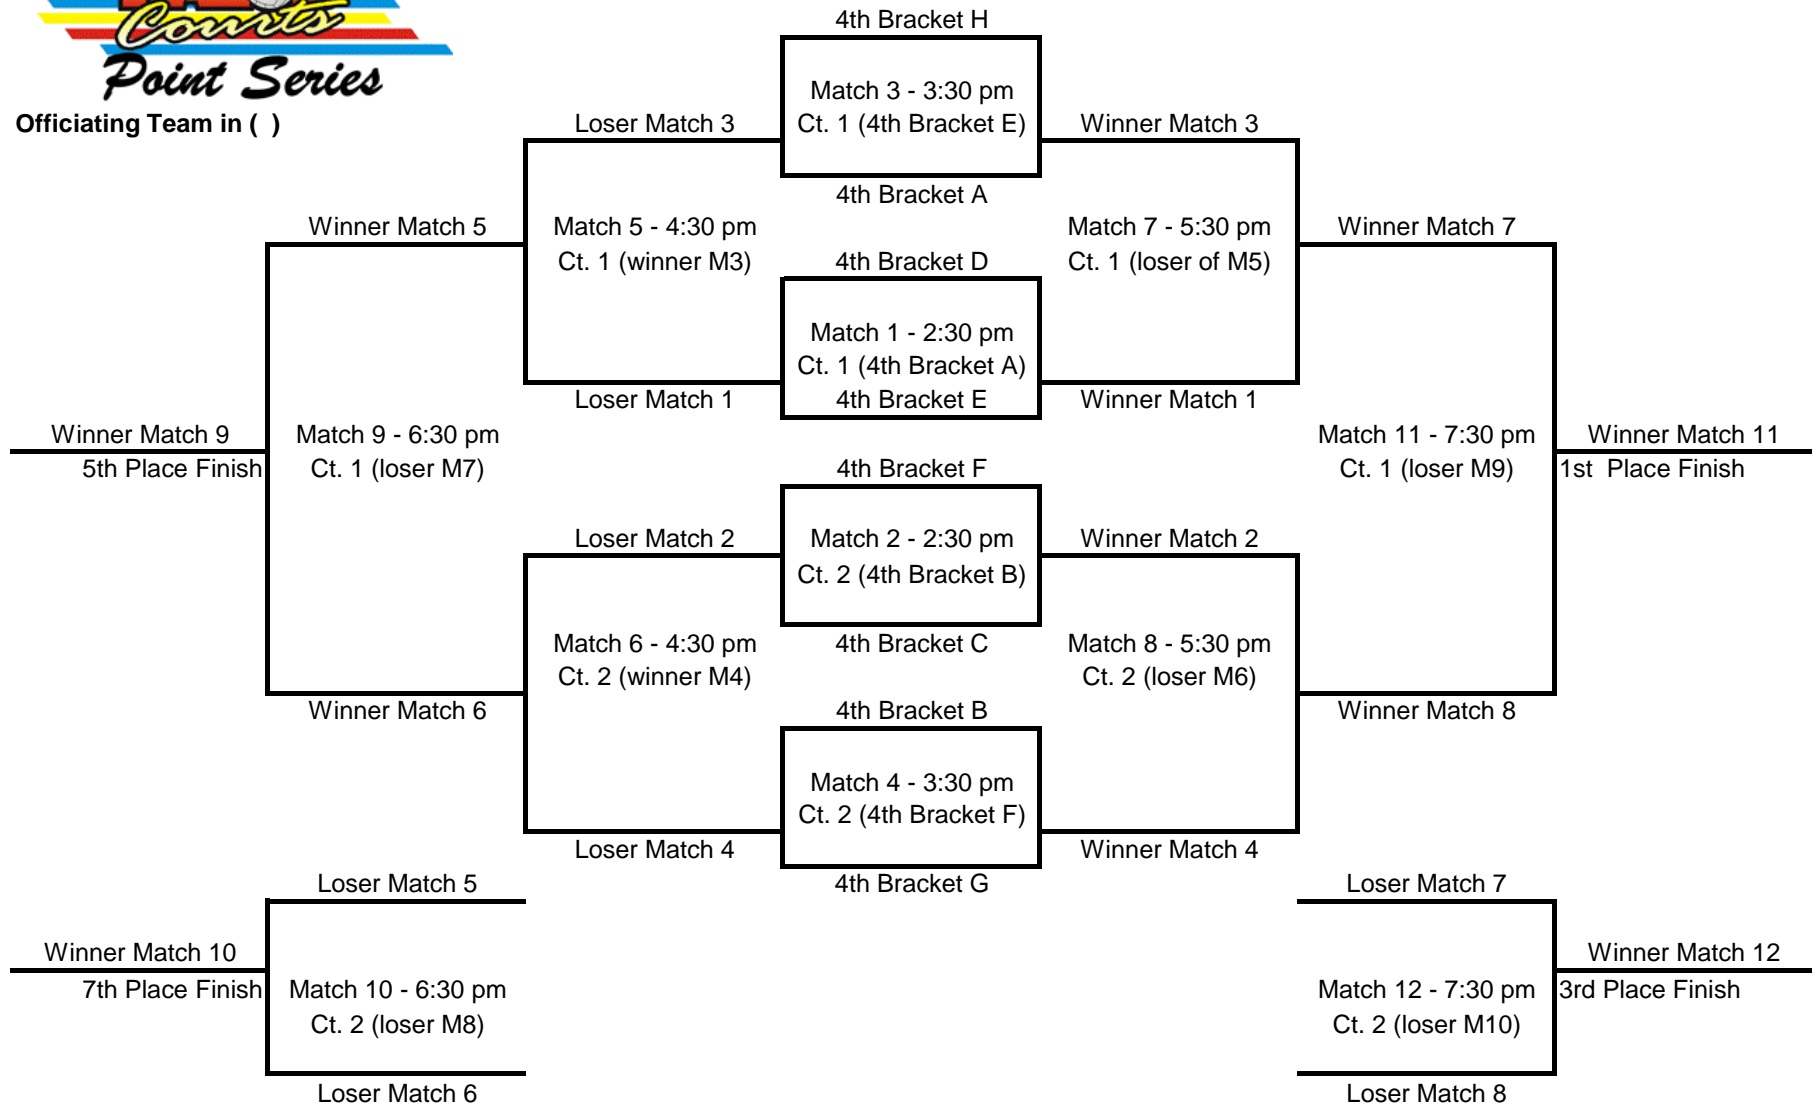 Courts
Point Series
Officiating Team in (  )
4th Bracket H
Match 3 - 3:30 pm
Ct. 1 (4th Bracket E)
Loser Match 3
Winner Match 3
4th Bracket A
Winner Match 5
Match 5 - 4:30 pm
Ct. 1 (winner M3)
Match 7 - 5:30 pm
Ct. 1 (loser of M5)
Winner Match 7
4th Bracket D
Match 1 - 2:30 pm
Ct. 1 (4th Bracket A)
4th Bracket E
Loser Match 1
Winner Match 1
Winner Match 9
5th Place Finish
Match 9 - 6:30 pm
Ct. 1 (loser M7)
Match 11 - 7:30 pm
Ct. 1 (loser M9)
Winner Match 11
1st  Place Finish
4th Bracket F
Loser Match 2
Match 2 - 2:30 pm
Ct. 2 (4th Bracket B)
Winner Match 2
4th Bracket C
Match 6 - 4:30 pm
Ct. 2 (winner M4)
Match 8 - 5:30 pm
Ct. 2 (loser M6)
Winner Match 6
Winner Match 8
4th Bracket B
Match 4 - 3:30 pm
Ct. 2 (4th Bracket F)
Loser Match 4
Winner Match 4
4th Bracket G
Loser Match 5
Loser Match 7
Winner Match 10
7th Place Finish
Match 10 - 6:30 pm
Ct. 2 (loser M8)
Match 12 - 7:30 pm
Ct. 2 (loser M10)
Winner Match 12
3rd Place Finish
Loser Match 6
Loser Match 8